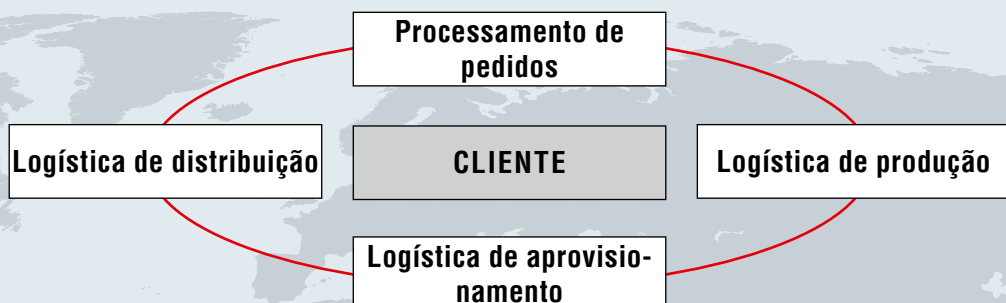 Processamento de
pedidos
Logística de distribuição
CLIENTE
Logística de produção
Logística de aprovisio-
namento